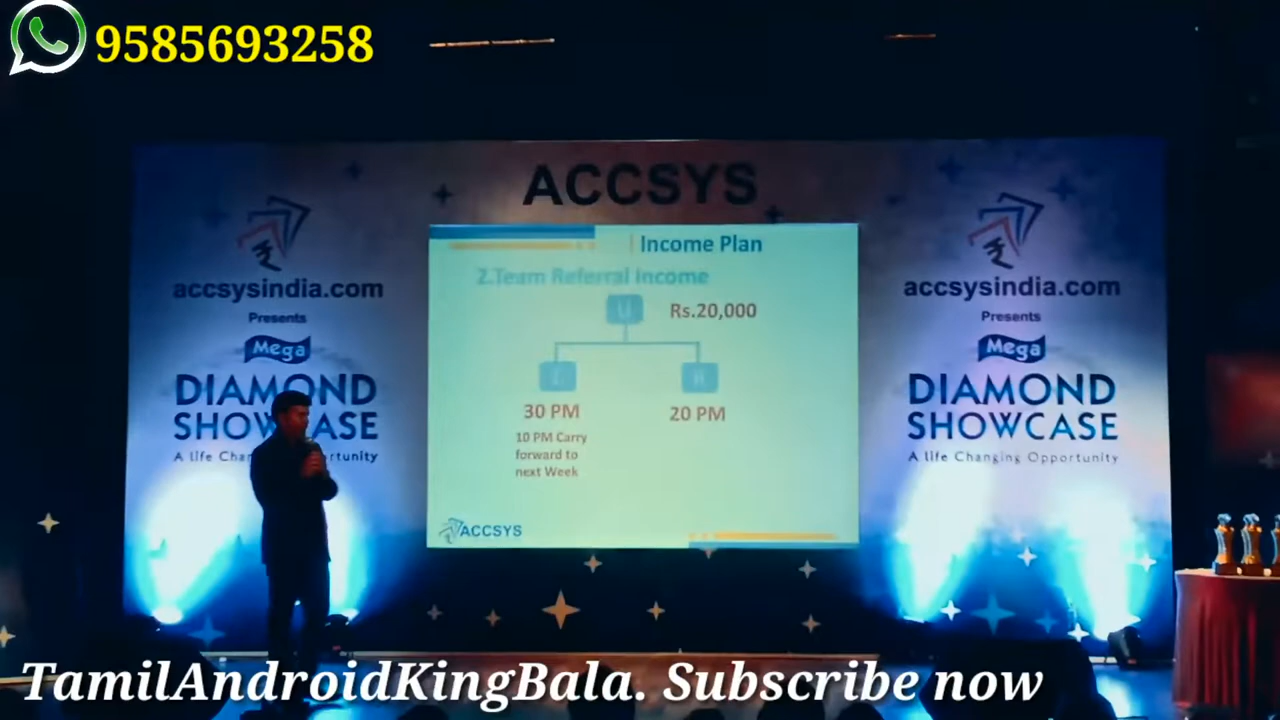 9585693258
ACCSYS
accsysindia.com
Presents
Mega
DIAMOND
SHOWCASE
A life Changing Opportunity
Income Plan
2.Team Referral Income
Rs.20,000
30 PM
20 PM
10 PM Carry
forward to
next Week
ACCSYS
accsysindia.com
Presents
Mega
DIAMOND
SHOWCASE
A life Changing Opportunity
TamilAndroidKingBala. Subscribe now